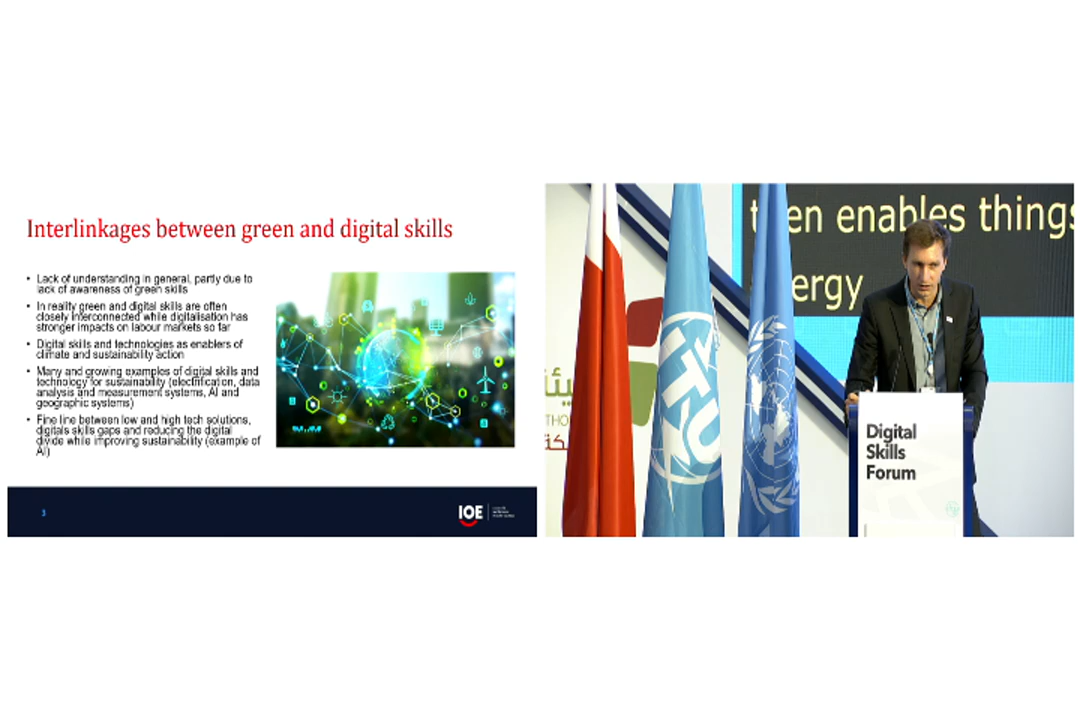 Interlinkages between green and digital skills
• Lack of understanding in general, partly due to
lack of awareness of green skills
• In reality green and digital skills are often
closely interconnected while digitalisation has
stronger impacts on labour markets so far
• Digital skills and technologies as enablers of
climate and sustainability action
• Many and growing examples of digital skills and
technology for sustainability (electrification, data
analysis and measurement systems, AI and
geographic systems)
• Fine line between low and high tech solutions,
digital skills gaps and reducing the digital
divide while improving sustainability (example of
AI)
3
IOE
then enables things
ergy
ITU
Digital
Skills
Forum